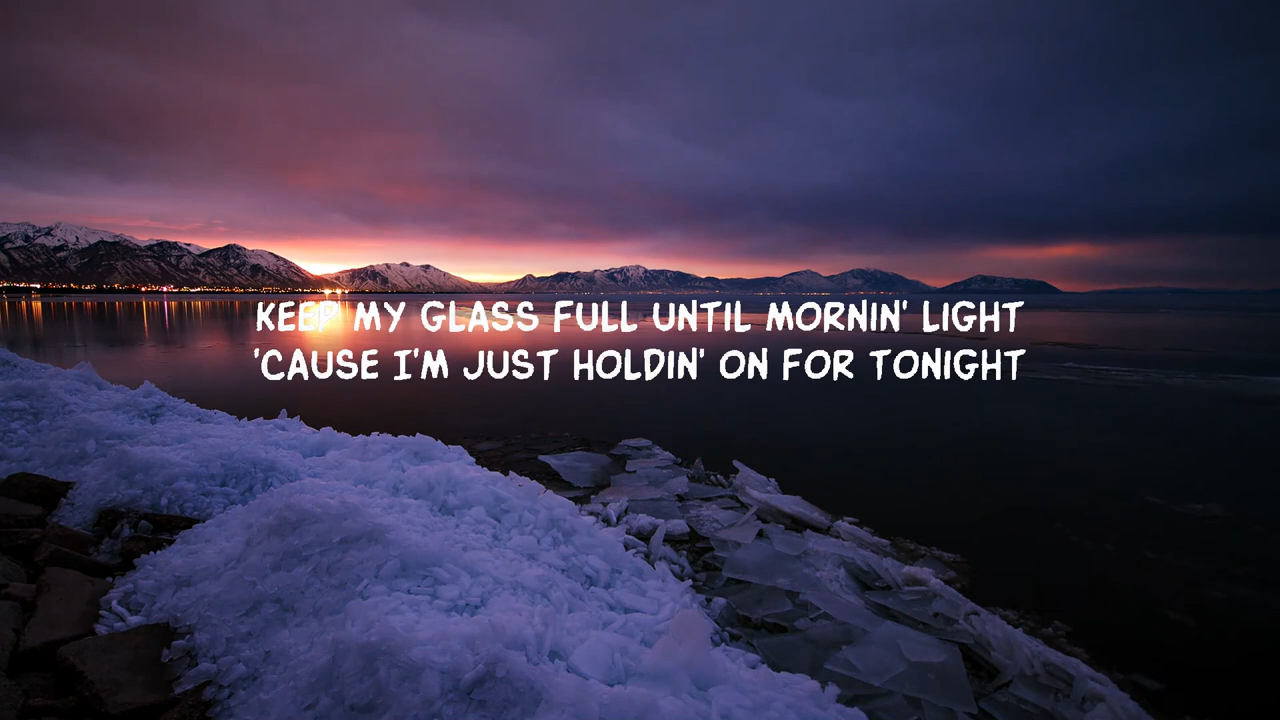 KEEP MY GLASS FULL UNTIL MORNIN' LIGHT
'CAUSE I'M JUST HOLDIN' ON FOR TONIGHT